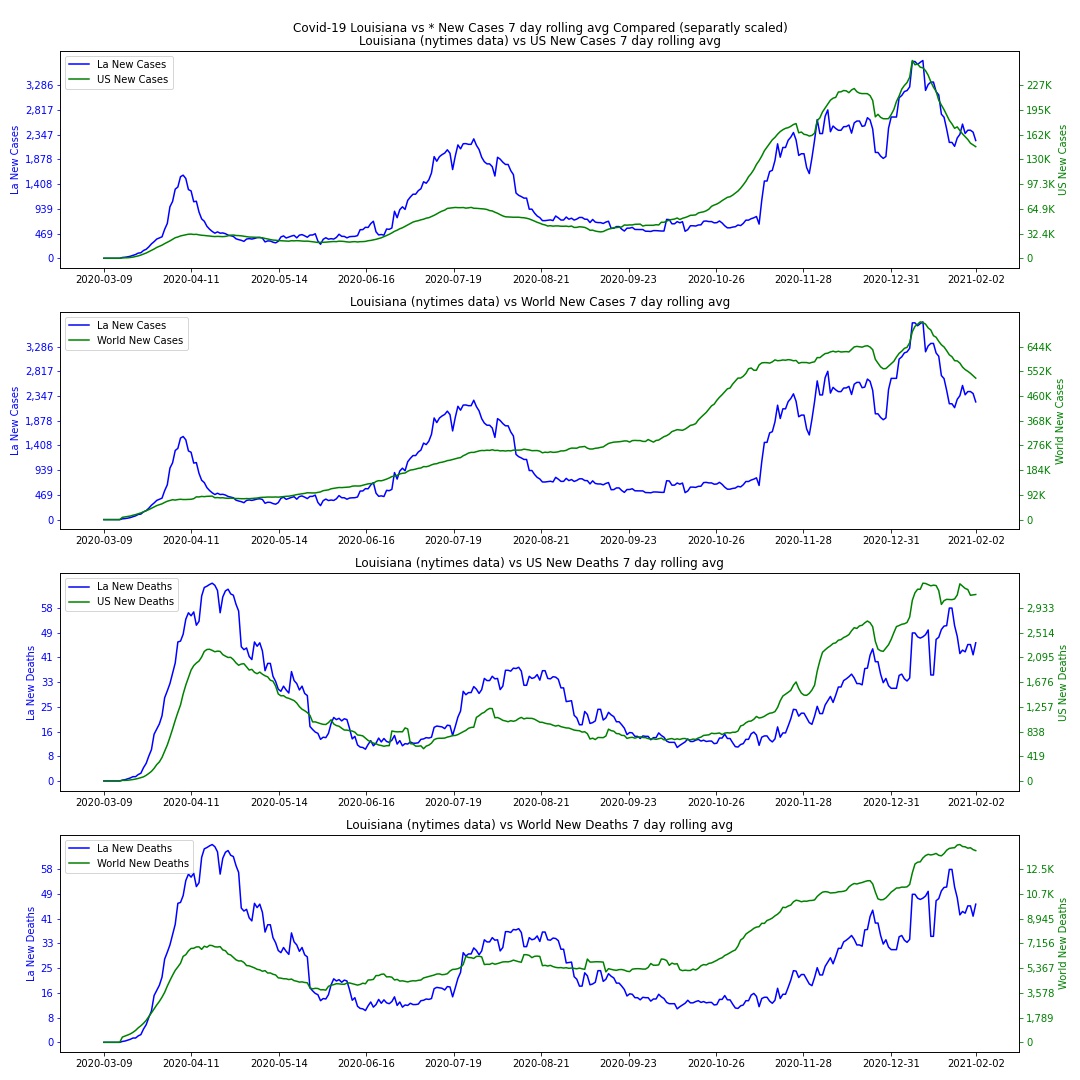 Covid-19 Louisiana vs * New Cases 7 day rolling avg Compared (separatly scaled)
Louisiana (nytimes data) vs US New Cases 7 day rolling avg
La New Cases
US New Cases
La New Cases
3,286
2,817
2,347
1,878
1,408
939
469
0
227K
195K
162K
130K
97.3K
64.9K
32.4K
0
US New Cases
2020-03-09 2020-04-11 2020-05-14 2020-06-16 2020-07-19 2020-08-21 2020-09-23 2020-10-26 2020-11-28 2020-12-31 2021-02-02
Louisiana (nytimes data) vs World New Cases 7 day rolling avg
La New Cases
World New Cases
La New Cases
3,286
2,817
2,347
1,878
1,408
939
469
0
644K
552K
460K
368K
276K
184K
92K
0
World New Cases
2020-03-09 2020-04-11 2020-05-14 2020-06-16 2020-07-19 2020-08-21 2020-09-23 2020-10-26 2020-11-28 2020-12-31 2021-02-02
Louisiana (nytimes data) vs US New Deaths 7 day rolling avg
La New Deaths
US New Deaths
La New Deaths
58
49
41
33
25
16
8
0
2,933
2,514
2,095
1,676
1,257
838
419
0
US New Deaths
2020-03-09 2020-04-11 2020-05-14 2020-06-16 2020-07-19 2020-08-21 2020-09-23 2020-10-26 2020-11-28 2020-12-31 2021-02-02
Louisiana (nytimes data) vs World New Deaths 7 day rolling avg
La New Deaths
World New Deaths
La New Deaths
58
49
41
33
25
16
8
0
12.5K
10.7K
8,945
7,156
5,367
3,578
1,789
0
World New Deaths
2020-03-09 2020-04-11 2020-05-14 2020-06-16 2020-07-19 2020-08-21 2020-09-23 2020-10-26 2020-11-28 2020-12-31 2021-02-02